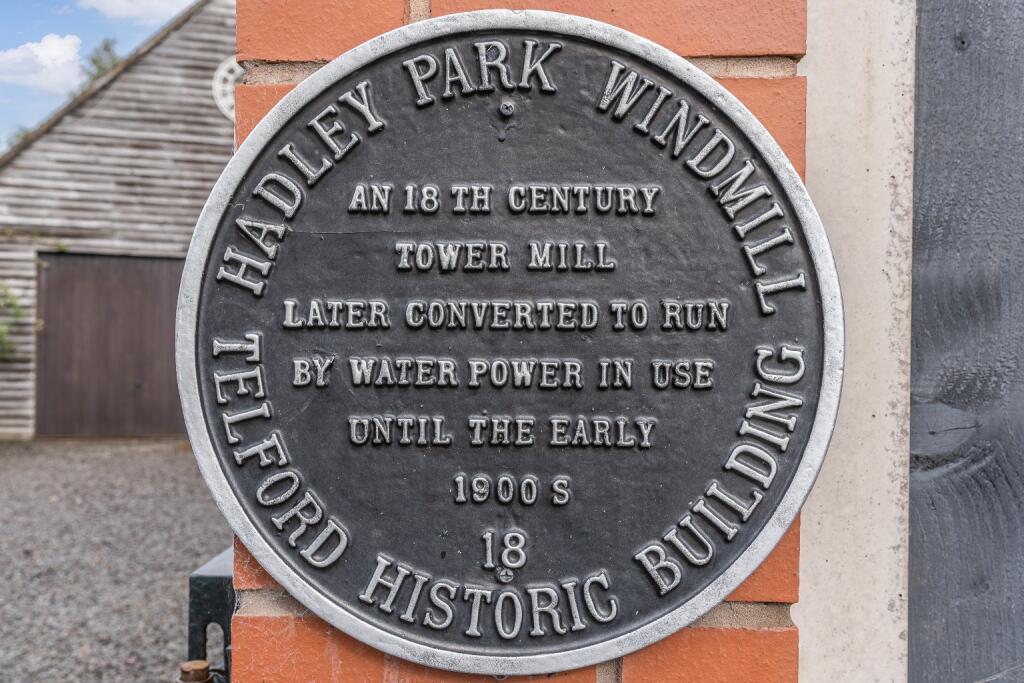 HADLEY PARK WINDMILL
AN 18 TH CENTURY
TOWER MILL
LATER CONVERTED TO RUN
BY WATER POWER IN USE
UNTIL THE EARLY
1900 S
18
TELFORD HISTORIC BUILDING